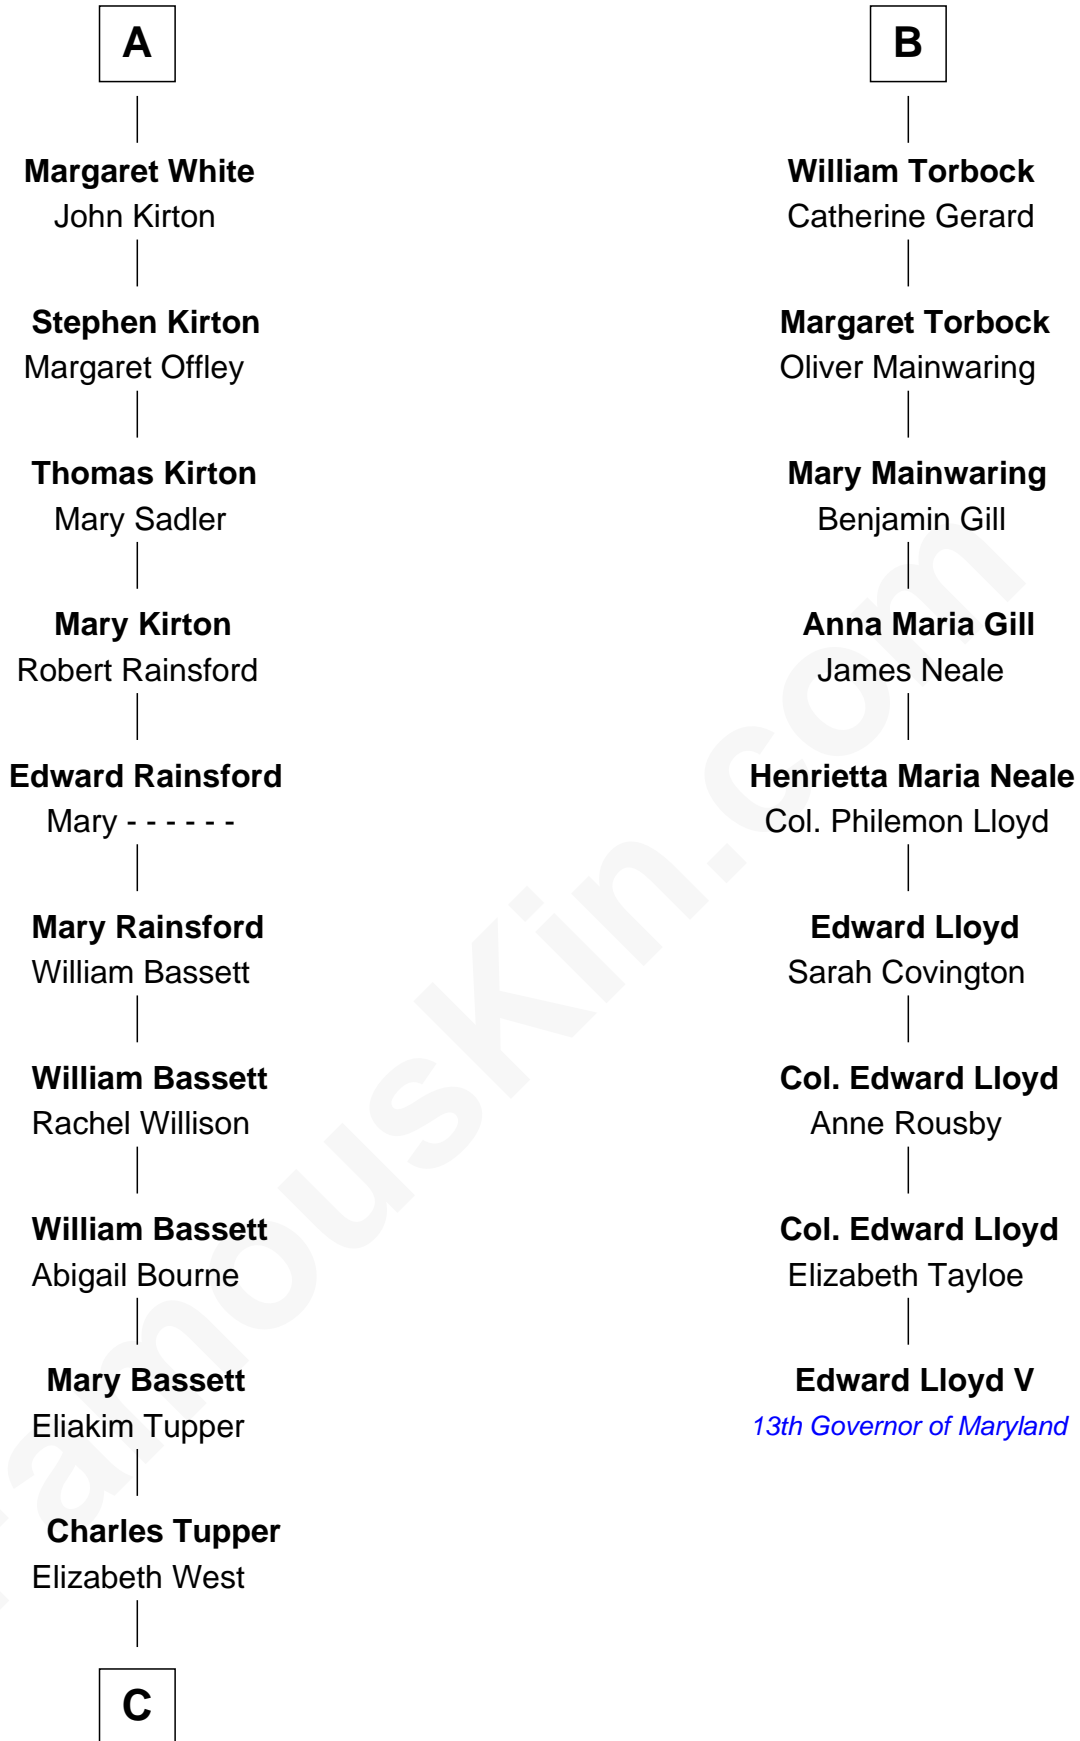 A
Margaret White
John Kirton
Stephen Kirton
Margaret Offley
Thomas Kirton
Mary Sadler
Mary Kirton
Robert Rainsford
Edward Rainsford
Mary - - - - - -
Mary Rainsford
William Bassett
William Bassett
Rachel Willison
William Bassett
Abigail Bourne
Mary Bassett
Eliakim Tupper
Charles Tupper
Elizabeth West
C
B
William Torbock
Catherine Gerard
Margaret Torbock
Oliver Mainwaring
Mary Mainwaring
Benjamin Gill
Anna Maria Gill
James Neale
Henrietta Maria Neale
Col. Philemon Lloyd
Edward Lloyd
Sarah Covington
Col. Edward Lloyd
Anne Rousby
Col. Edward Lloyd
Elizabeth Tayloe
Edward Lloyd V
13th Governor of Maryland
FamousKin.com